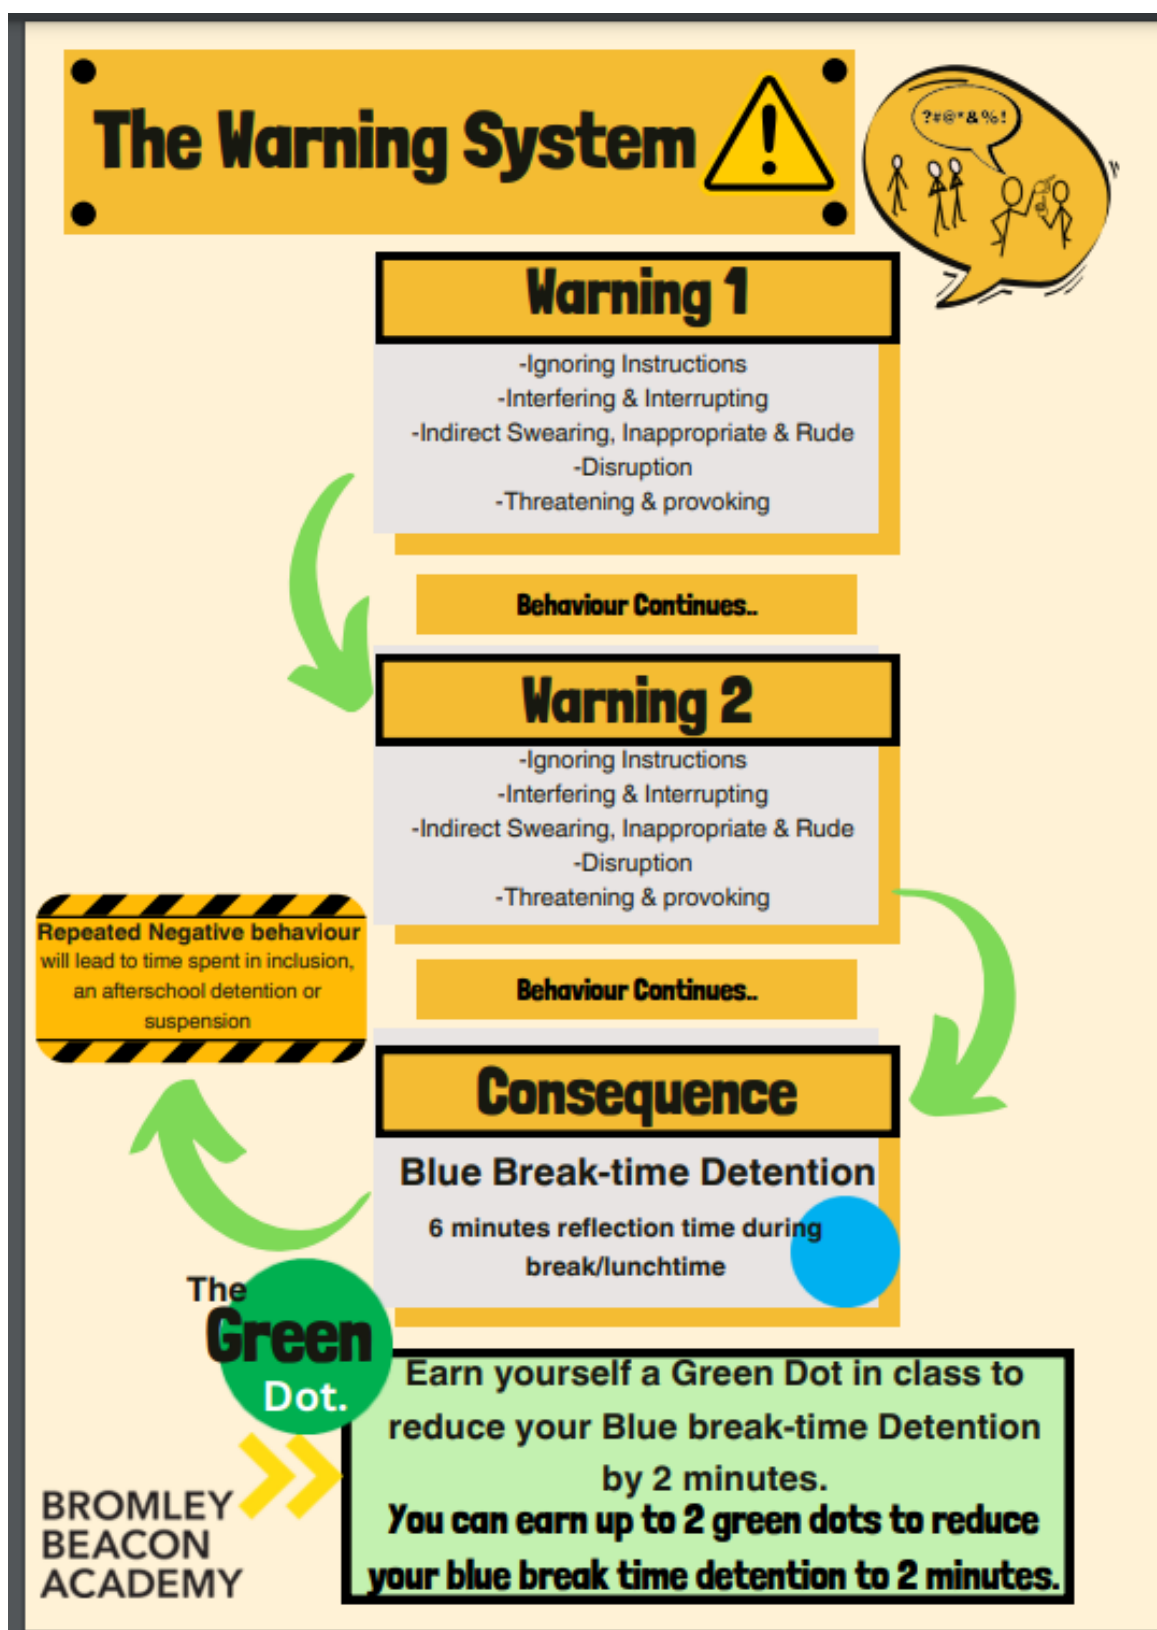 The Warning System
?#@*&%!
Warning 1
-Ignoring Instructions
-Interfering & Interrupting
-Indirect Swearing, Inappropriate & Rude
-Disruption
-Threatening & provoking
Behaviour Continues..
Warning 2
-Ignoring Instructions
-Interfering & Interrupting
-Indirect Swearing, Inappropriate & Rude
-Disruption
-Threatening & provoking
Repeated Negative behaviour
will lead to time spent in inclusion,
an afterschool detention or
suspension
Behaviour Continues..
Consequence
Blue Break-time Detention
6 minutes reflection time during
break/lunchtime
The
Green
Dot.
Earn yourself a Green Dot in class to
reduce your Blue break-time Detention
by 2 minutes.
You can earn up to 2 green dots to reduce
your blue break time detention to 2 minutes.
BROMLEY
BEACON
ACADEMY